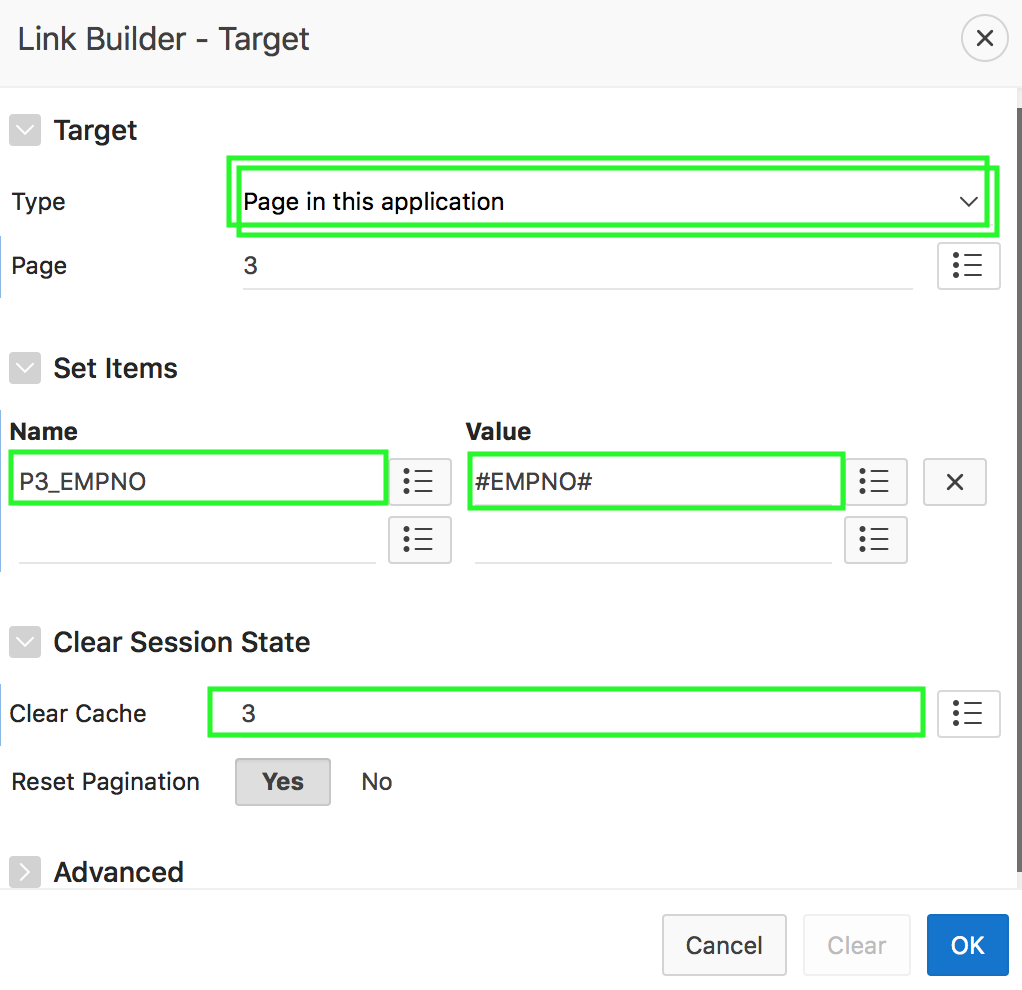 Link Builder - Target
Target
Type Page in this application
Page 3
Set Items
Name Value
P3_EMPNO #EMPNO#
Clear Session State
Clear Cache 3
Reset Pagination Yes No
Advanced
Cancel Clear OK